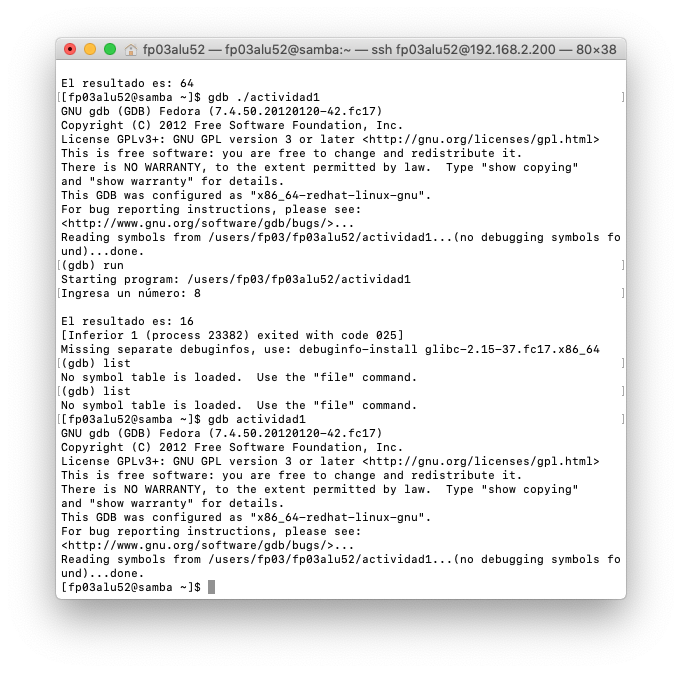 fp03alu52 — fp03alu52@samba:~ — ssh fp03alu52@192.168.2.200 — 80×38
El resultado es: 64
[[fp03alu52@samba ~]$ gdb ./actividad1 ]
GNU gdb (GDB) Fedora (7.4.50.20120120-42.fc17)
Copyright (C) 2012 Free Software Foundation, Inc.
License GPLv3+: GNU GPL version 3 or later <http://gnu.org/licenses/gpl.html>
This is free software: you are free to change and redistribute it.
There is NO WARRANTY, to the extent permitted by law.  Type "show copying"
and "show warranty" for details.
This GDB was configured as "x86_64-redhat-linux-gnu".
For bug reporting instructions, please see:
<http://www.gnu.org/software/gdb/bugs/>...
Reading symbols from /users/fp03/fp03alu52/actividad1...(no debugging symbols fo
und)...done.
[(gdb) run ]
Starting program: /users/fp03/fp03alu52/actividad1
[Ingresa un número: 8 ]
El resultado es: 16
[Inferior 1 (process 23382) exited with code 025]
Missing separate debuginfos, use: debuginfo-install glibc-2.15-37.fc17.x86_64
[(gdb) list ]
No symbol table is loaded.  Use the "file" command.
[(gdb) list ]
No symbol table is loaded.  Use the "file" command.
[[fp03alu52@samba ~]$ gdb actividad1 ]
GNU gdb (GDB) Fedora (7.4.50.20120120-42.fc17)
Copyright (C) 2012 Free Software Foundation, Inc.
License GPLv3+: GNU GPL version 3 or later <http://gnu.org/licenses/gpl.html>
This is free software: you are free to change and redistribute it.
There is NO WARRANTY, to the extent permitted by law.  Type "show copying"
and "show warranty" for details.
This GDB was configured as "x86_64-redhat-linux-gnu".
For bug reporting instructions, please see:
<http://www.gnu.org/software/gdb/bugs/>...
Reading symbols from /users/fp03/fp03alu52/actividad1...(no debugging symbols fo
und)...done.
[fp03alu52@samba ~]$